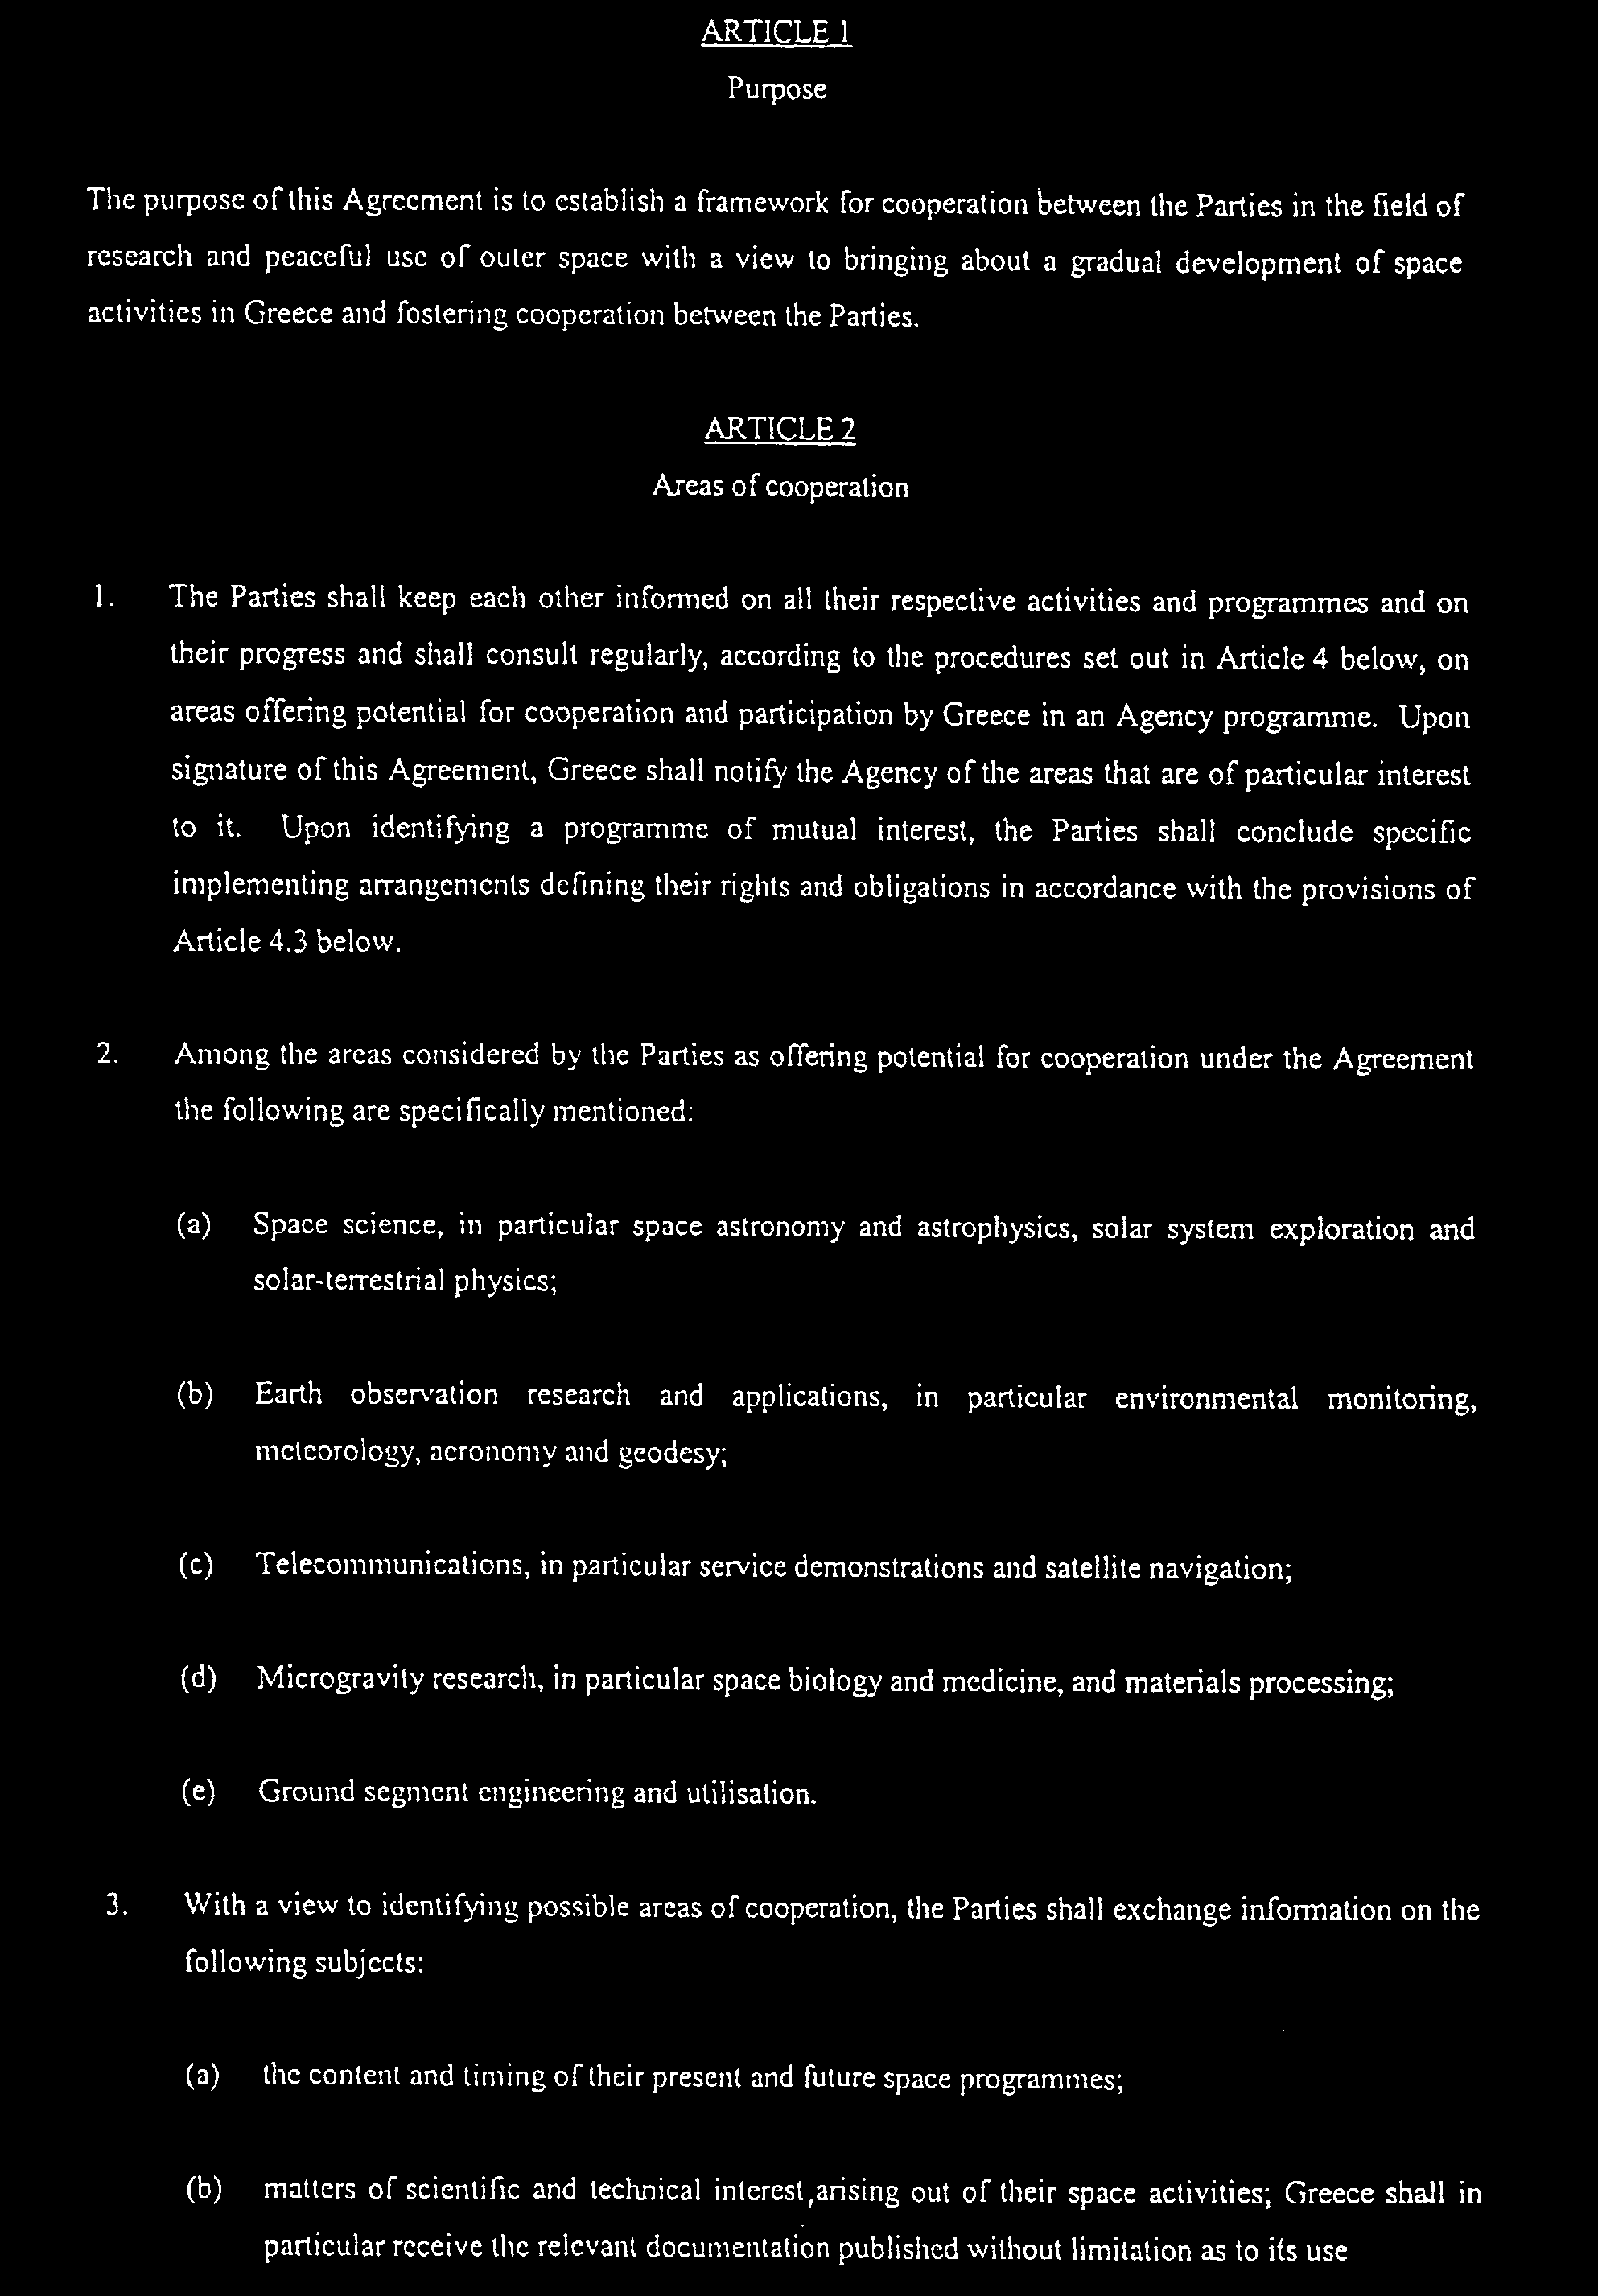 ARTICLE 1
Purpose
The purpose of this Agreement is to establish a framework for cooperation between the Parties in the field of
research and peaceful use of outer space with a view to bringing about a gradual development of space
activities in Greece and fostering cooperation between the Parties.
ARTICLE 2
Areas of cooperation
1. The Parties shall keep each other informed on all their respective activities and programmes and on
their progress and shall consult regularly, according to the procedures set out in Article 4 below, on
areas offering potential for cooperation and participation by Greece in an Agency programme. Upon
signature of this Agreement, Greece shall notify the Agency of the areas that are of particular interest
to it. Upon identifying a programme of mutual interest, the Parties shall conclude specific
implementing arrangements defining their rights and obligations in accordance with the provisions of
Article 4.3 below.
2. Among the areas considered by the Parties as offering potential for cooperation under the Agreement
the following are specifically mentioned:
(a) Space science, in particular space astronomy and astrophysics, solar system exploration and
solar-terrestrial physics;
(b) Earth observation research and applications, in particular environmental monitoring,
meteorology, aeronomy and geodesy;
(c) Telecommunications, in particular service demonstrations and satellite navigation;
(d) Microgravity research, in particular space biology and medicine, and materials processing;
(e) Ground segment engineering and utilisation.
3. With a view to identifying possible areas of cooperation, the Parties shall exchange information on the
following subjects:
(a) the content and timing of their present and future space programmes;
(b) matters of scientific and technical interest,arising out of their space activities; Greece shall in
particular receive the relevant documentation published without limitation as to its use